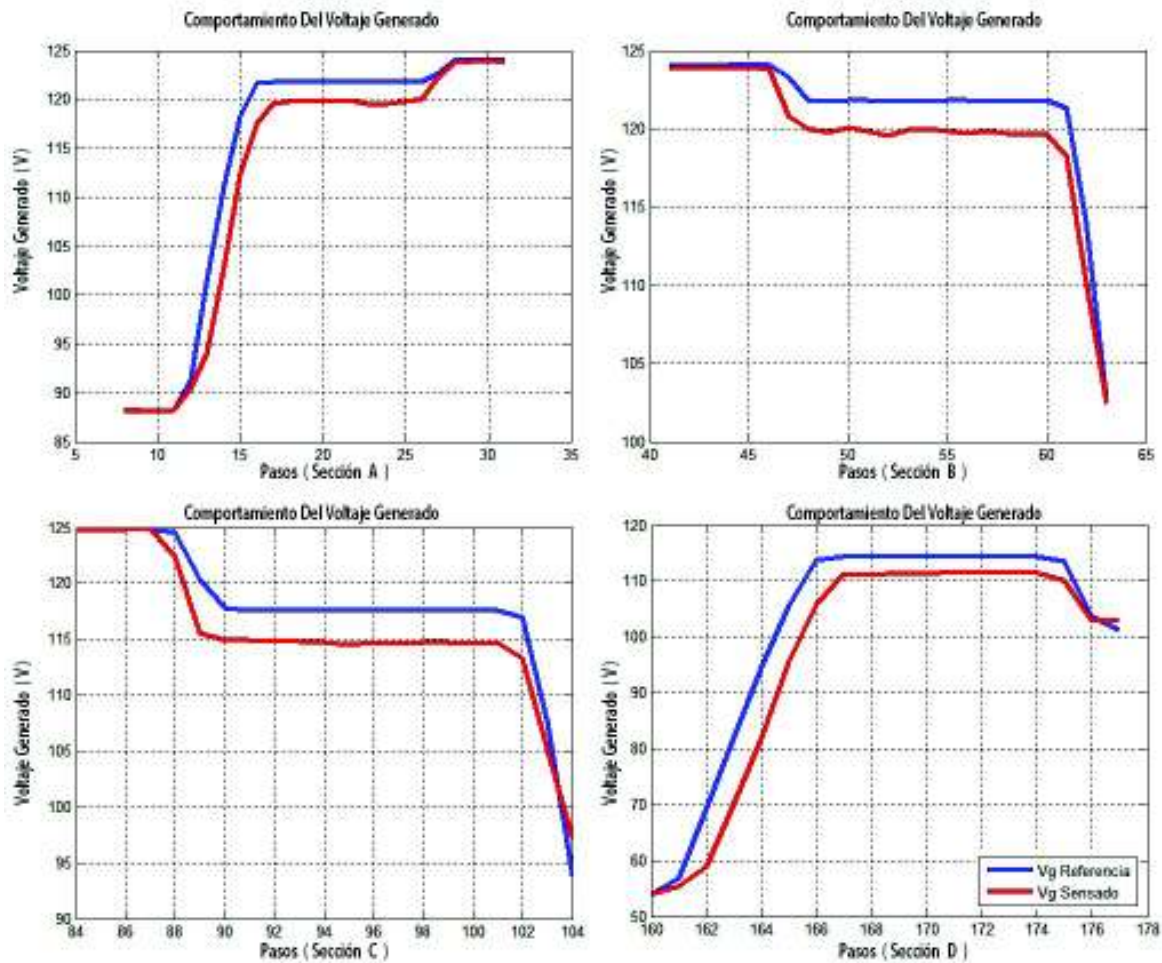 Comportamiento Del Voltaje Generado
Voltaje Generado ( V )
125
120
115
110
105
100
95
90
85
5 10 15 20 25 30 35
Pasos ( Sección A )
Comportamiento Del Voltaje Generado
Voltaje Generado ( V )
125
120
115
110
105
100
40 45 50 55 60 65
Pasos ( Sección B )
Comportamiento Del Voltaje Generado
Voltaje Generado ( V )
125
120
115
110
105
100
95
90
84 86 88 90 92 94 96 98 100 102 104
Pasos ( Sección C )
Comportamiento Del Voltaje Generado
Voltaje Generado ( V )
120
110
100
90
80
70
60
50
Vg Referencia
Vg Sensado
160 162 164 166 168 170 172 174 176 178
Pasos ( Sección D )